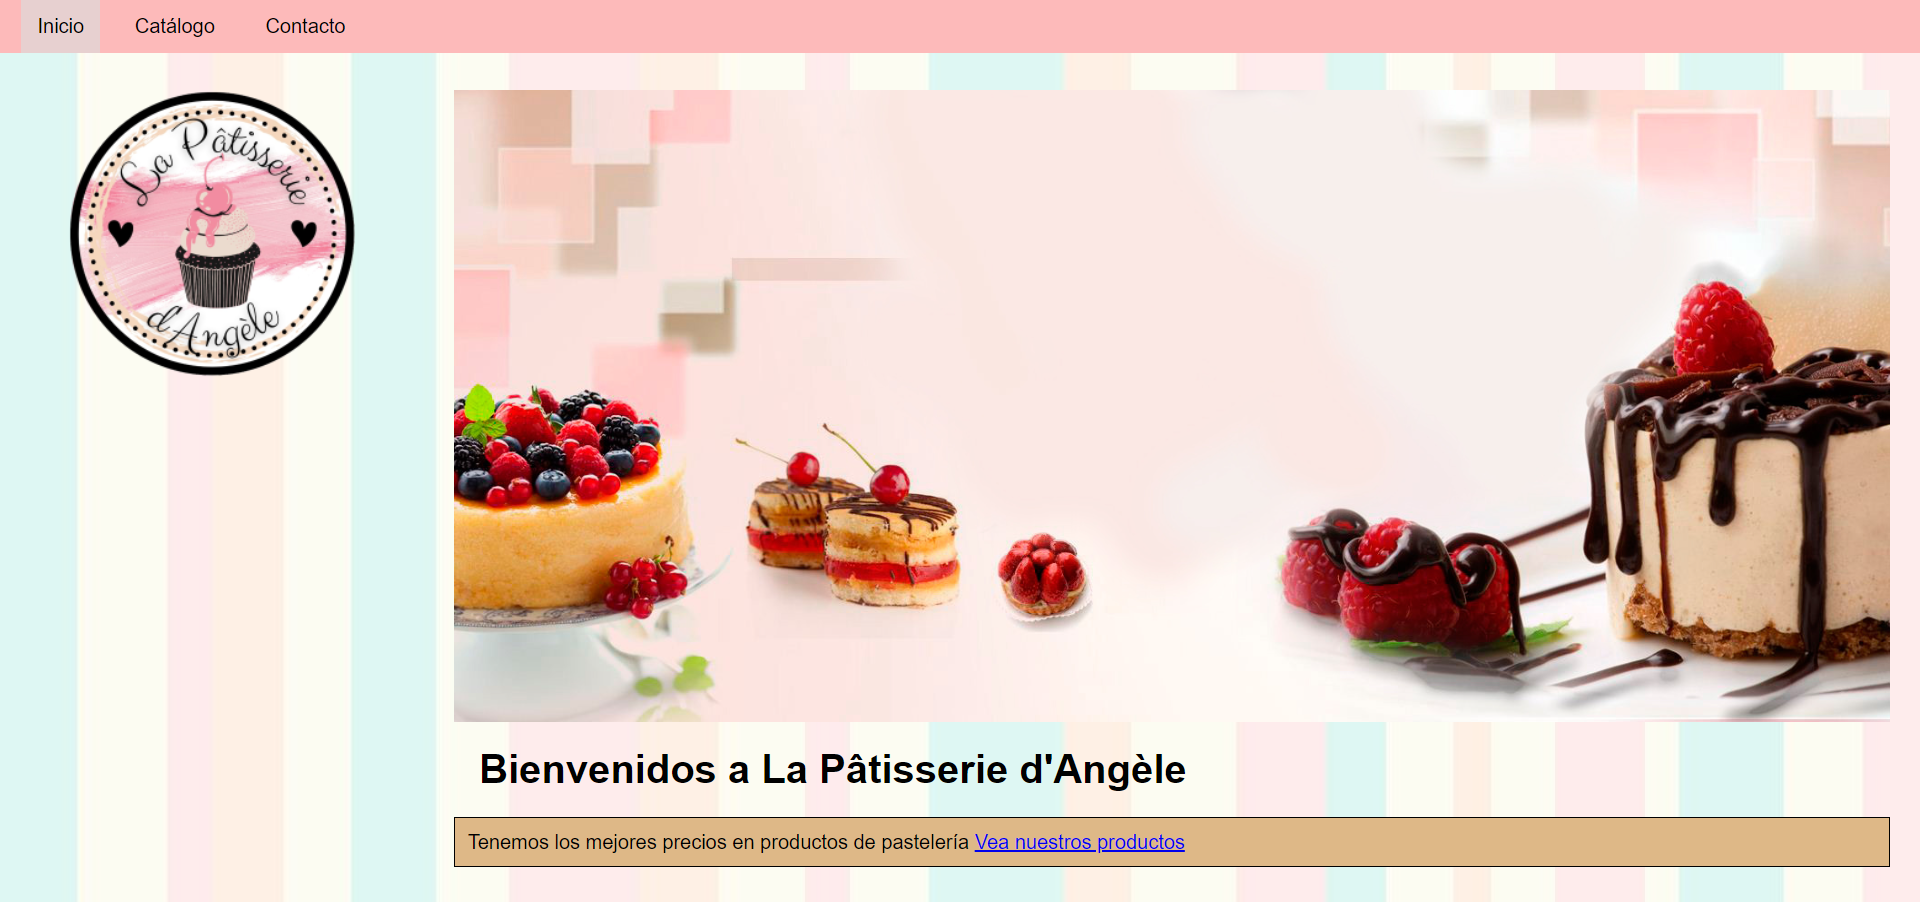 Inicio Catálogo Contacto
La Pâtisserie
d'Angèle
Bienvenidos a La Pâtisserie d'Angèle
Tenemos los mejores precios en productos de pastelería Vea nuestros productos